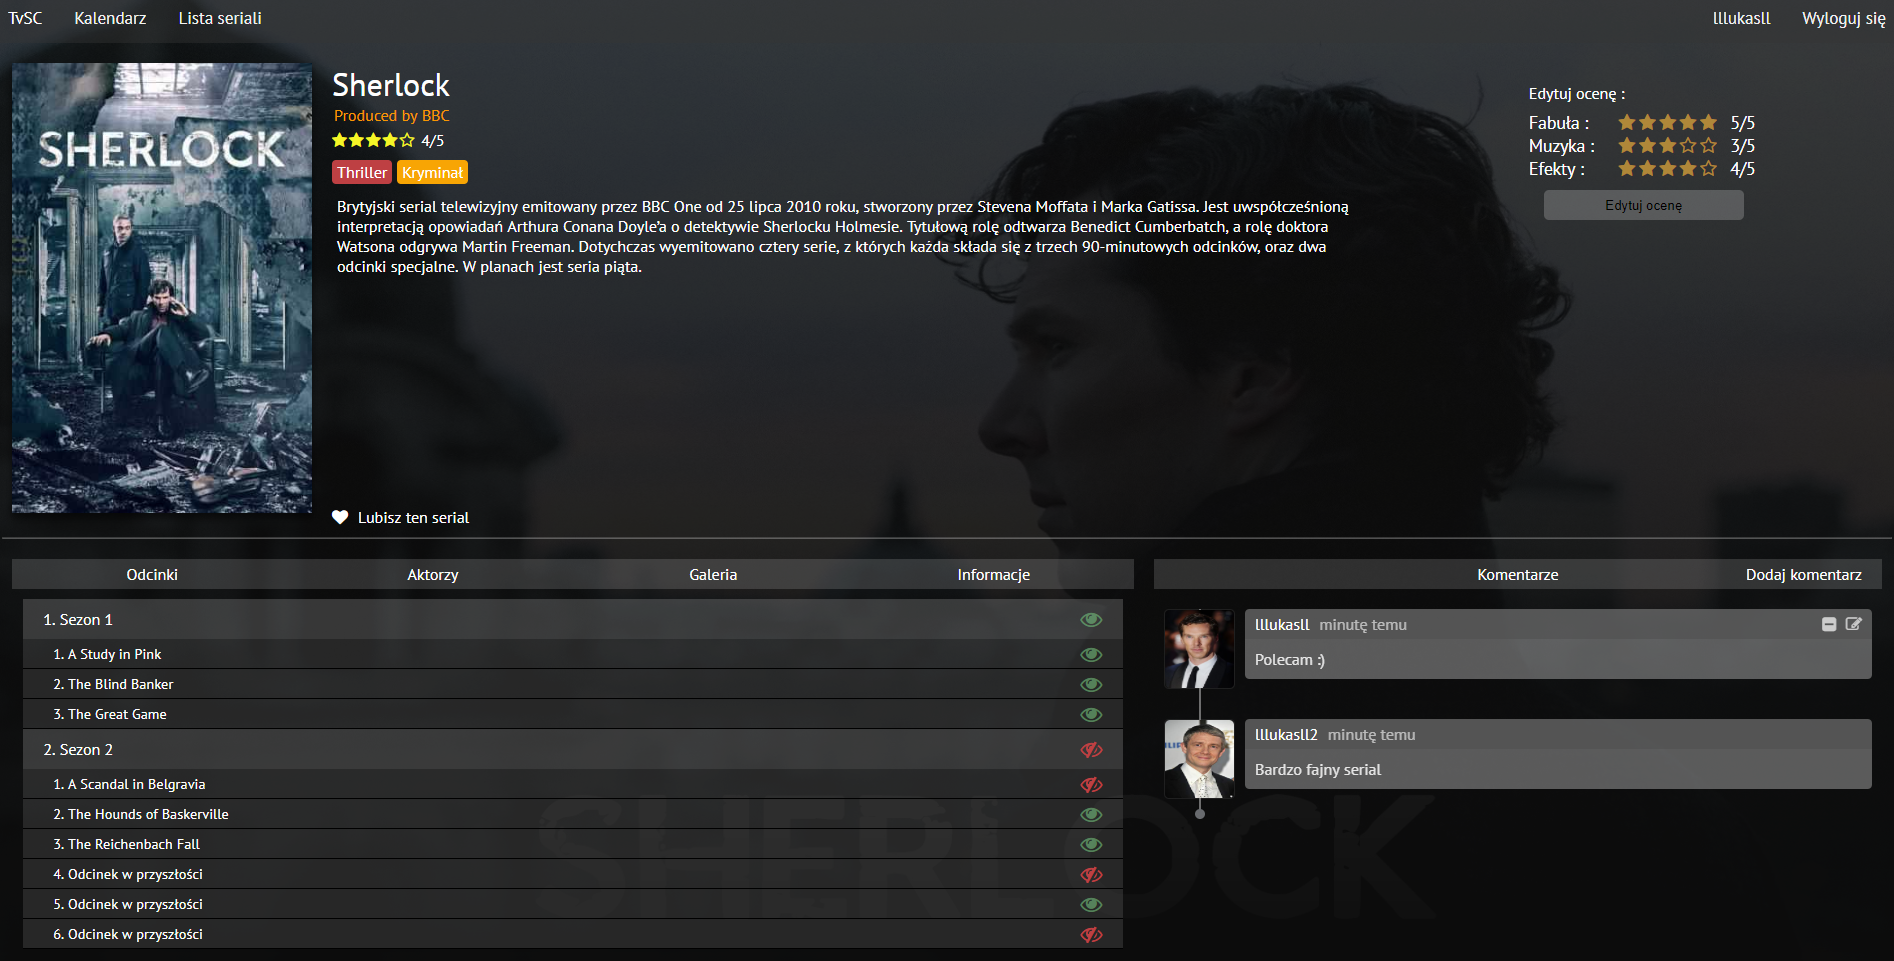 TvSC Kalendarz Lista seriali lllukasll Wyloguj się
SHERLOCK
Sherlock
Produced by BBC
4/5
Thriller Kryminał
Brytyjski serial telewizyjny emitowany przez BBC One od 25 lipca 2010 roku, stworzony przez Stevena Moffata i Marka Gatissa. Jest uwspółcześnioną
interpretacją opowiadań Arthura Conana Doyle'a o detektywie Sherlocku Holmesie. Tytułową rolę odtwarza Benedict Cumberbatch, a rolę doktora
Watsona odgrywa Martin Freeman. Dotychczas wyemitowano cztery serie, z których każda składa się z trzech 90-minutowych odcinków, oraz dwa
odcinki specjalne. W planach jest seria piąta.
Lubisz ten serial
Edytuj ocenę :
Fabuła : 5/5
Muzyka : 3/5
Efekty : 4/5
Edytuj ocenę
Odcinki Aktorzy Galeria Informacje
1. Sezon 1
1. A Study in Pink
2. The Blind Banker
3. The Great Game
2. Sezon 2
1. A Scandal in Belgravia
2. The Hounds of Baskerville
3. The Reichenbach Fall
4. Odcinek w przyszłości
5. Odcinek w przyszłości
6. Odcinek w przyszłości
Komentarze Dodaj komentarz
lllukasll minutę temu
Polecam :)
lllukasll2 minutę temu
Bardzo fajny serial
SHERLOCK